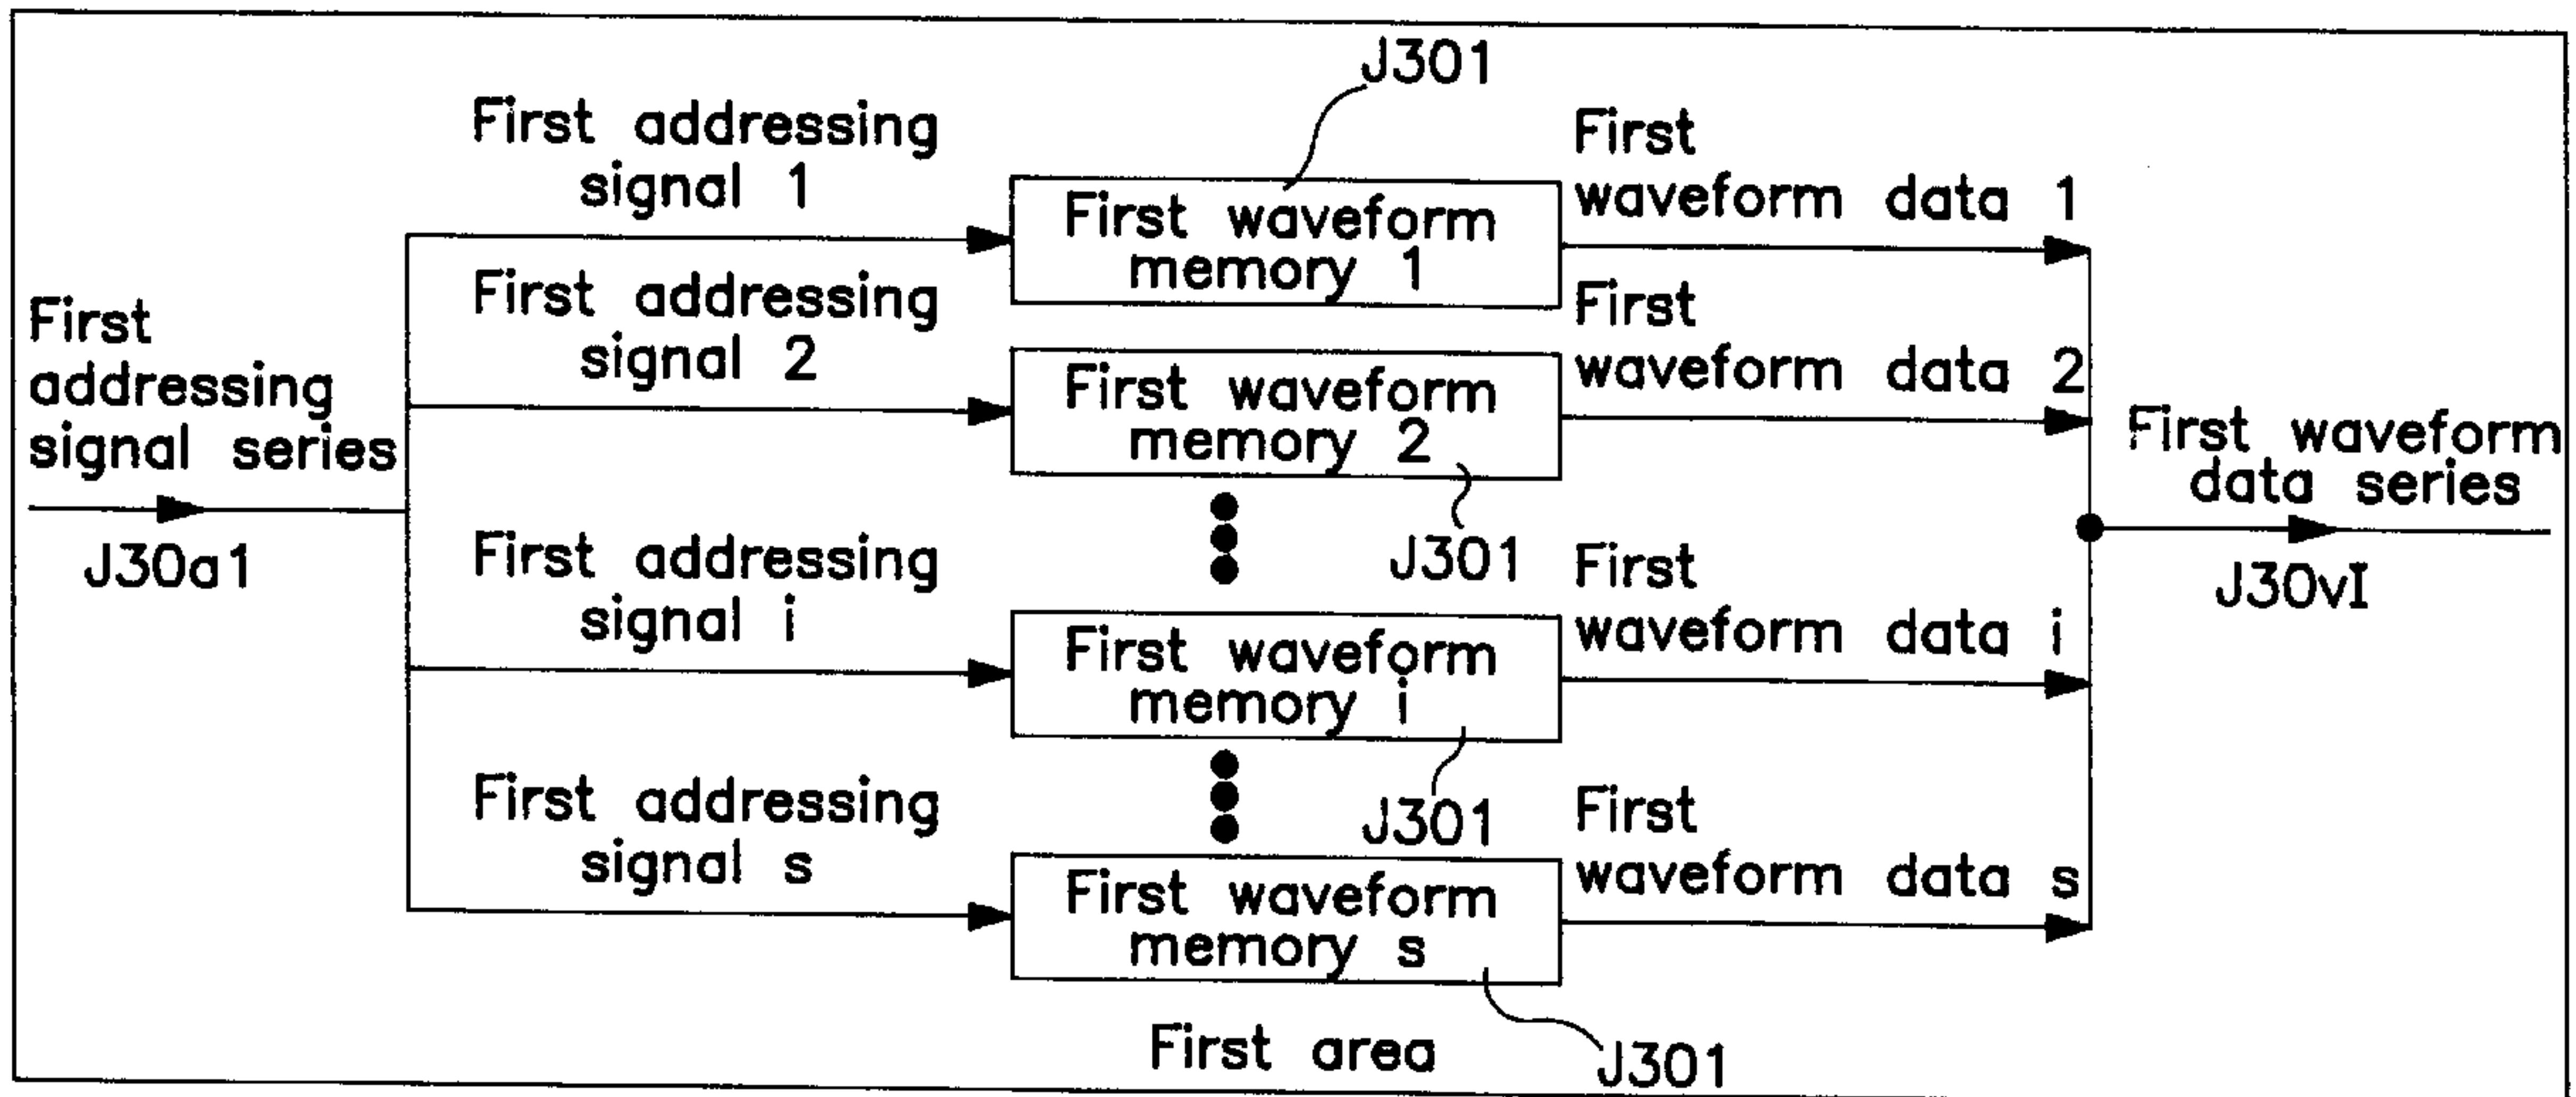 First
addressing
signal series
J30a1
First addressing
signal 1
First addressing
signal 2
First addressing
signal i
First addressing
signal s
J301
First waveform
memory 1
First waveform
memory 2
J301
First waveform
memory i
J301
First waveform
memory s
J301
First
waveform data 1
First
waveform data 2
First
waveform data i
First
waveform data s
First waveform
data series
J30vI
First area